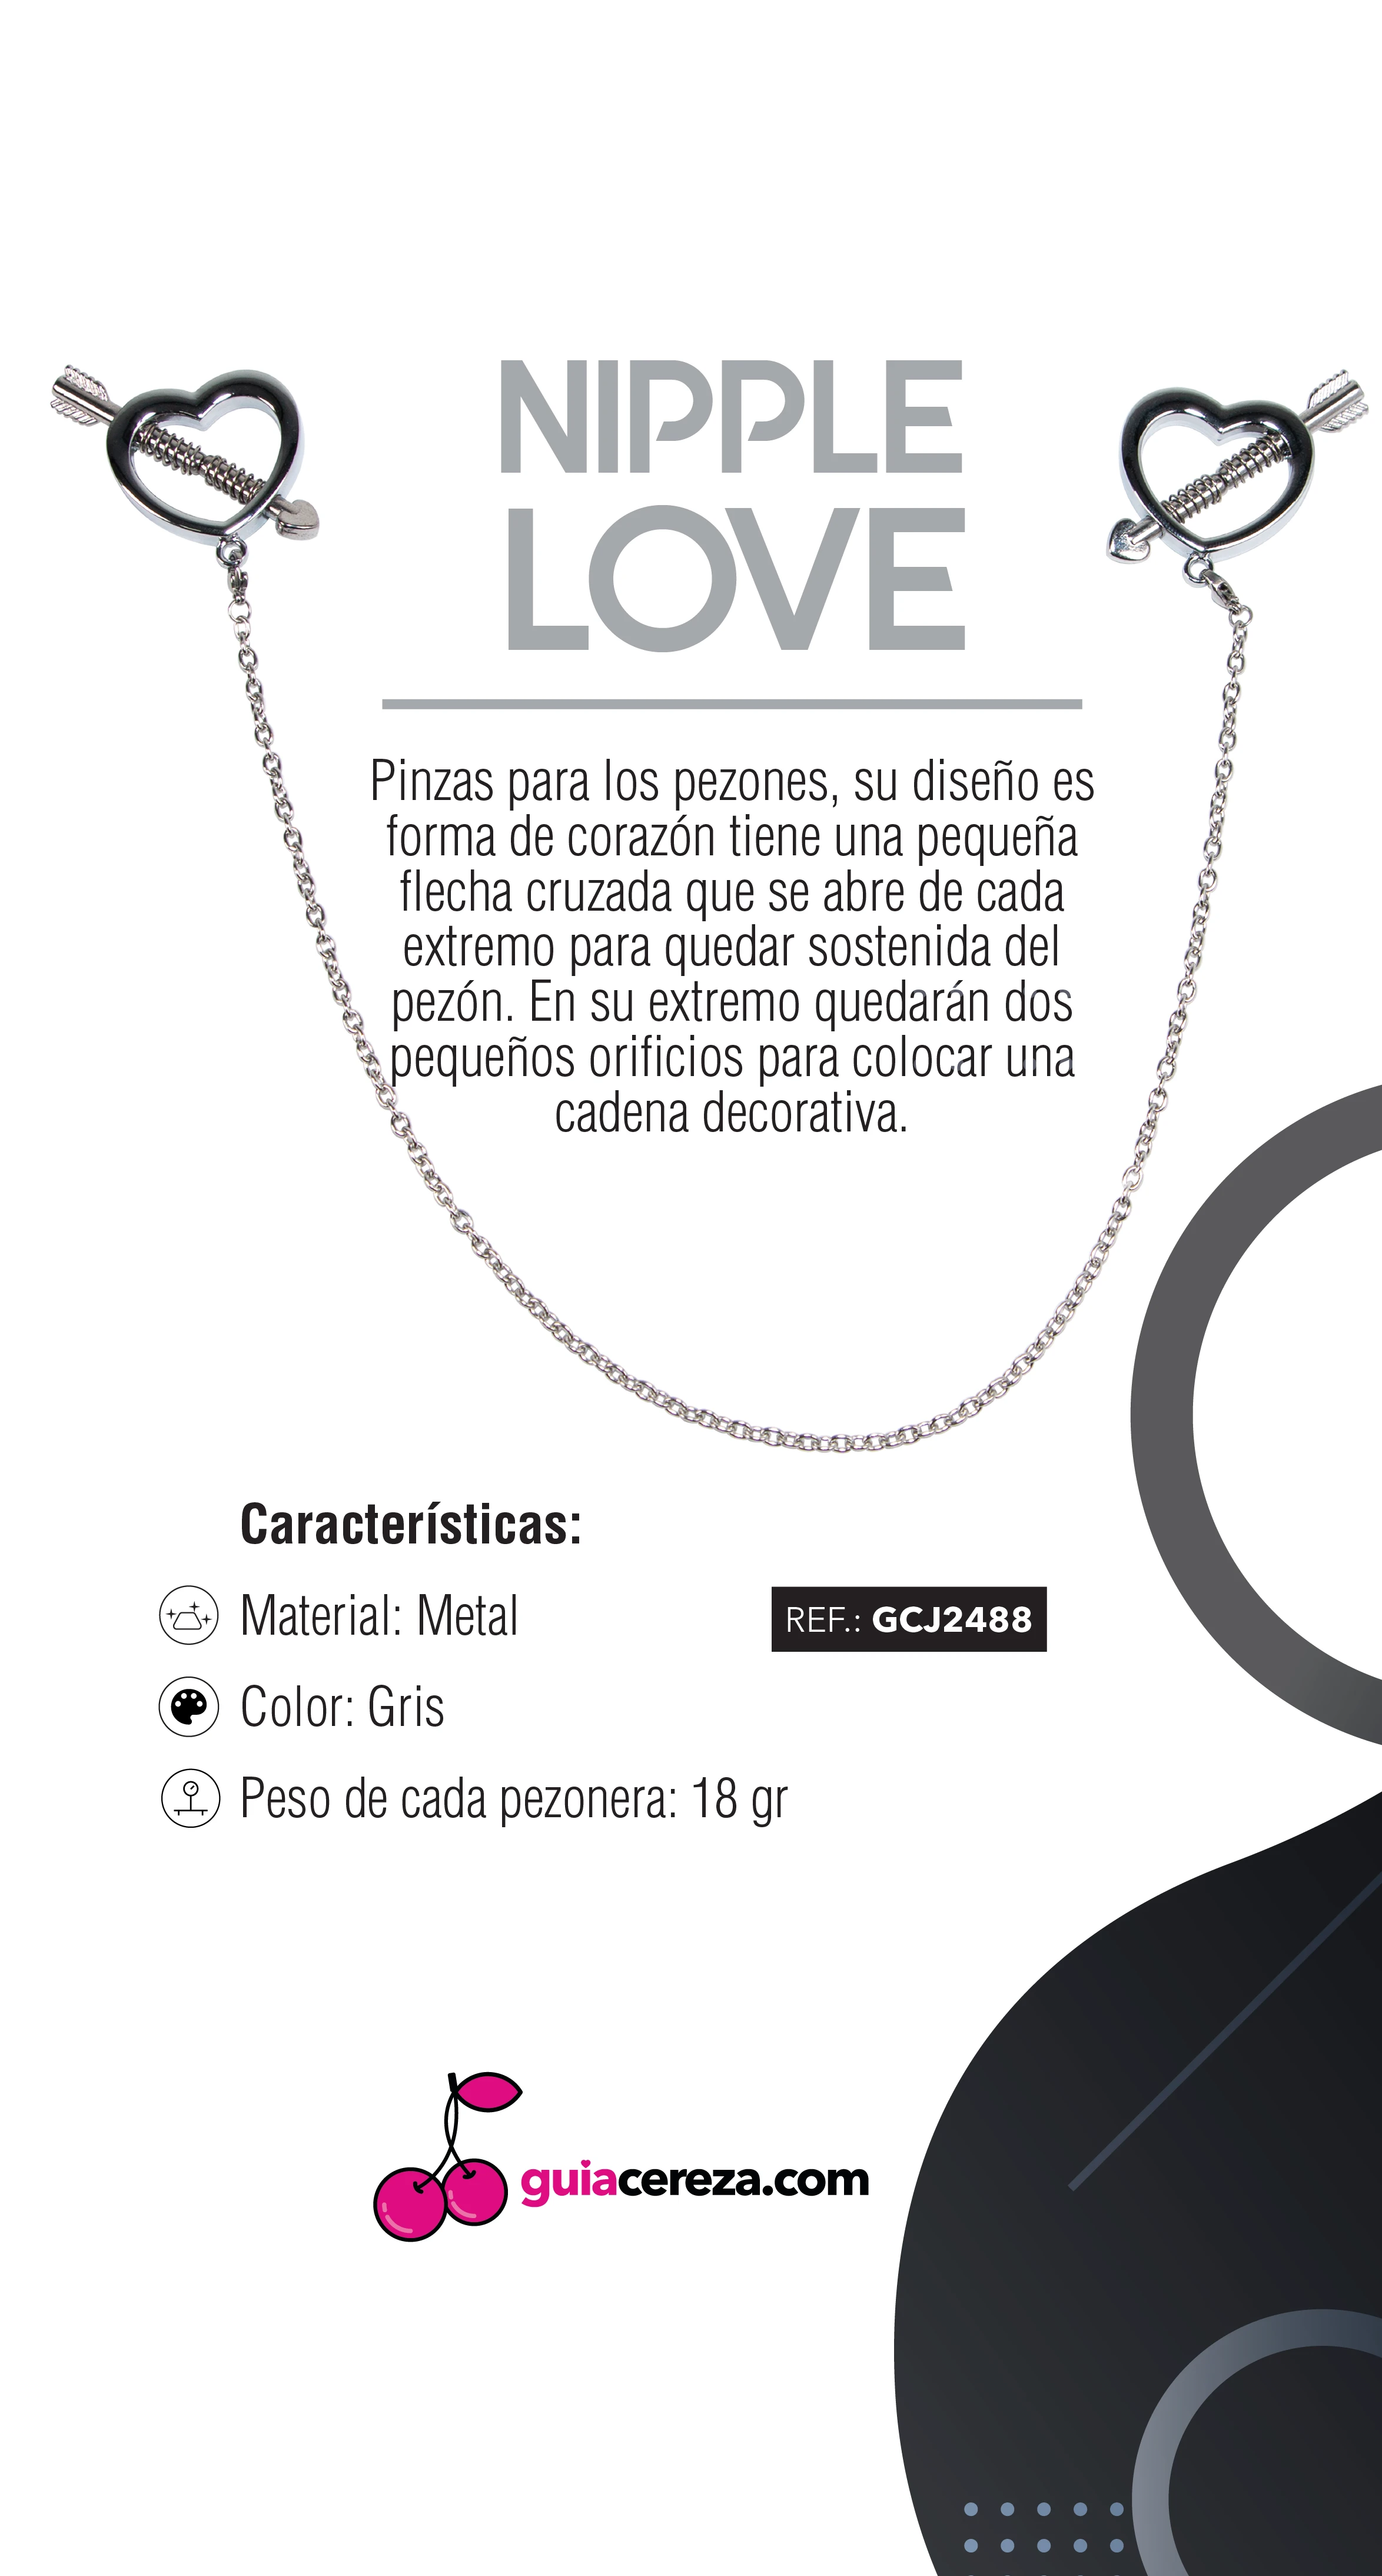 NIPPLE
LOVE
Pinzas para los pezones, su diseño es
forma de corazón tiene una pequeña
flecha cruzada que se abre de cada
extremo para quedar sostenida del
pezón. En su extremo quedarán dos
pequeños orificios para colocar una
cadena decorativa.
Características:
Material: Metal
REF.: GCJ2488
Color: Gris
Peso de cada pezonera: 18 gr
guiacereza.com